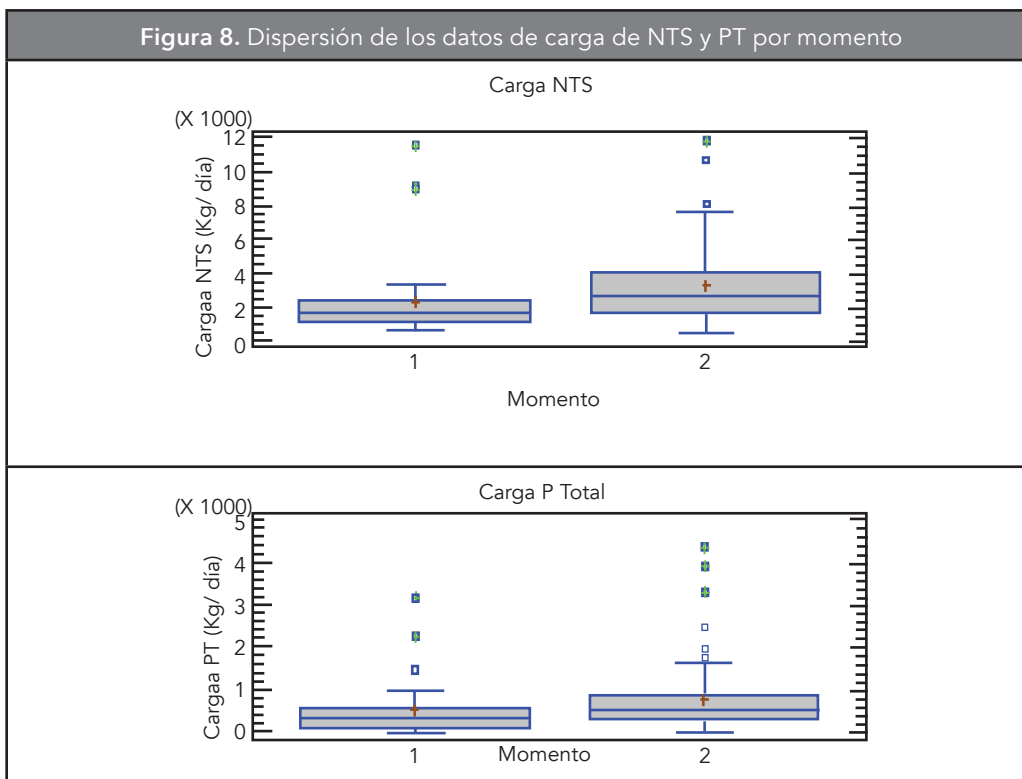 Figura 8. Dispersión de los datos de carga de NTS y PT por momento
Carga NTS
(X 1000)
Cargaa NTS (Kg/ día)
12
10
8
6
4
2
0
1 2
Momento
Carga P Total
(X 1000)
Cargaa PT (Kg/ día)
5
4
3
2
1
0
1 Momento 2